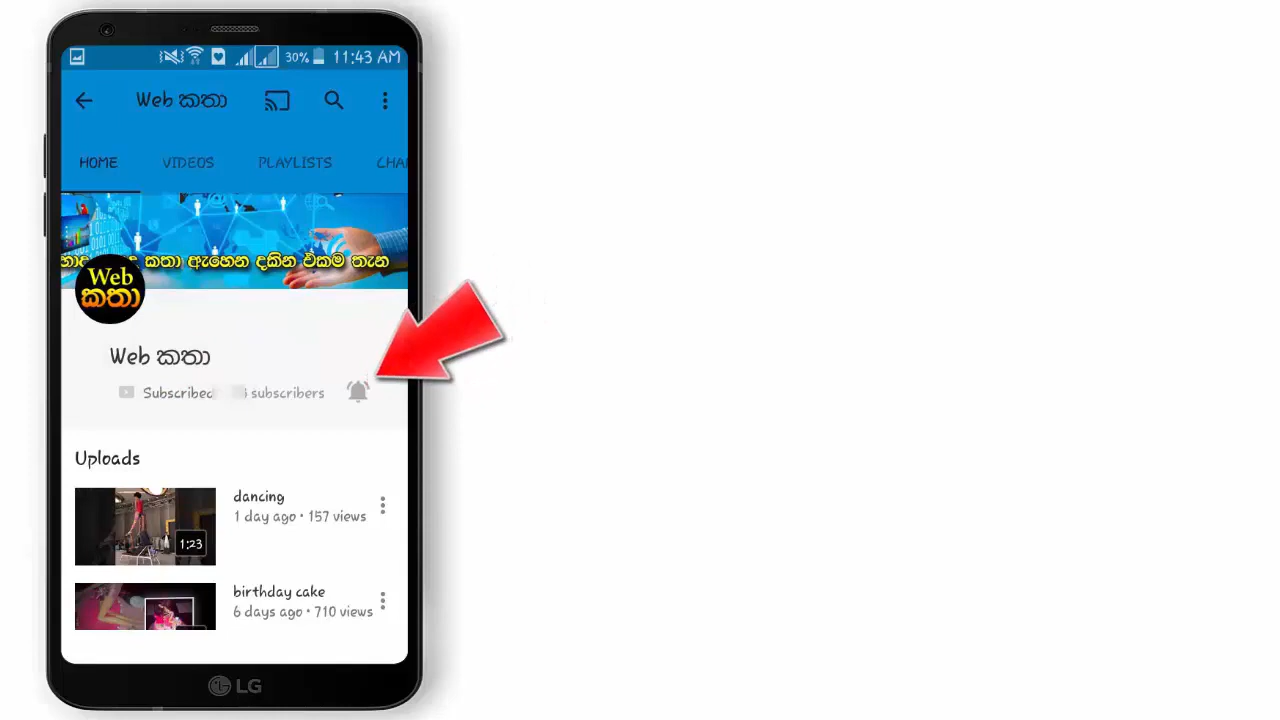 30% 11:43 AM
Web කතා
HOME VIDEOS PLAYLISTS
කතා ඇහෙන දකින එකම තැන
Web
කතා
Web කතා
Subscribed subscribers
Uploads
dancing
1 day ago • 157 views
1:23
birthday cake
6 days ago • 710 views
LG